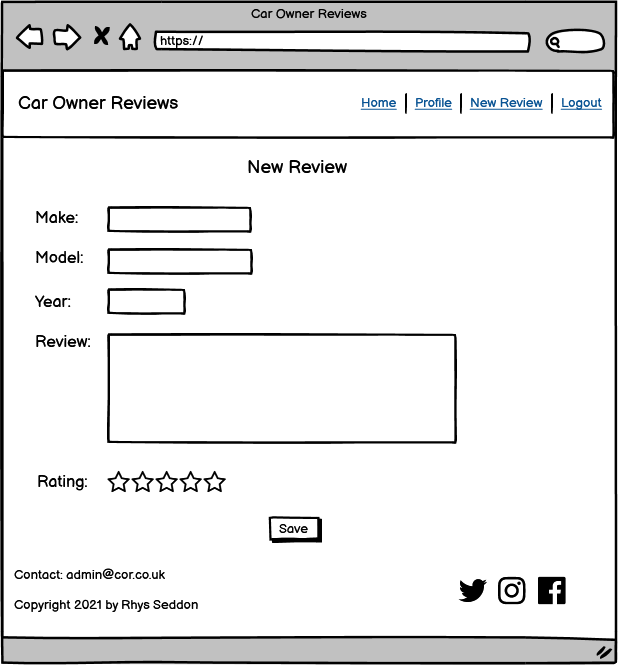 Car Owner Reviews
https://
Car Owner Reviews
Home | Profile | New Review | Logout
New Review
Make:
Model:
Year:
Review:
Rating:
Save
Contact: admin@cor.co.uk
Copyright 2021 by Rhys Seddon